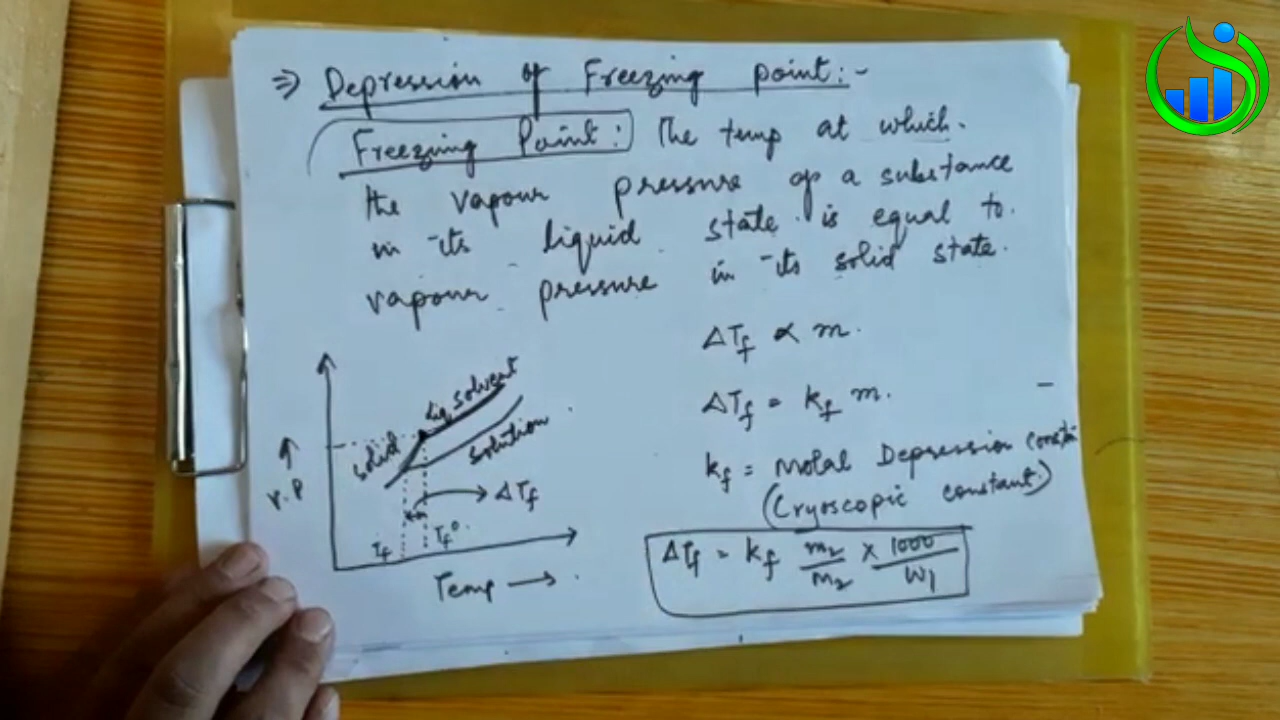 ⇒ Depression of Freezing point:-
Freezing Point: The temp at which.
the vapour pressure of a substance
in its liquid state is equal to.
vapour pressure in its solid state.
ΔTf ∝ m.
ΔTf = kf m.
kf = Molal Depression constan
(Cryoscopic constant)
ΔTf = kf m2/M2 × 1000/W1
V.P →
solid
Liq solvent
solution
ΔTf
Tf
Tf°
Temp →